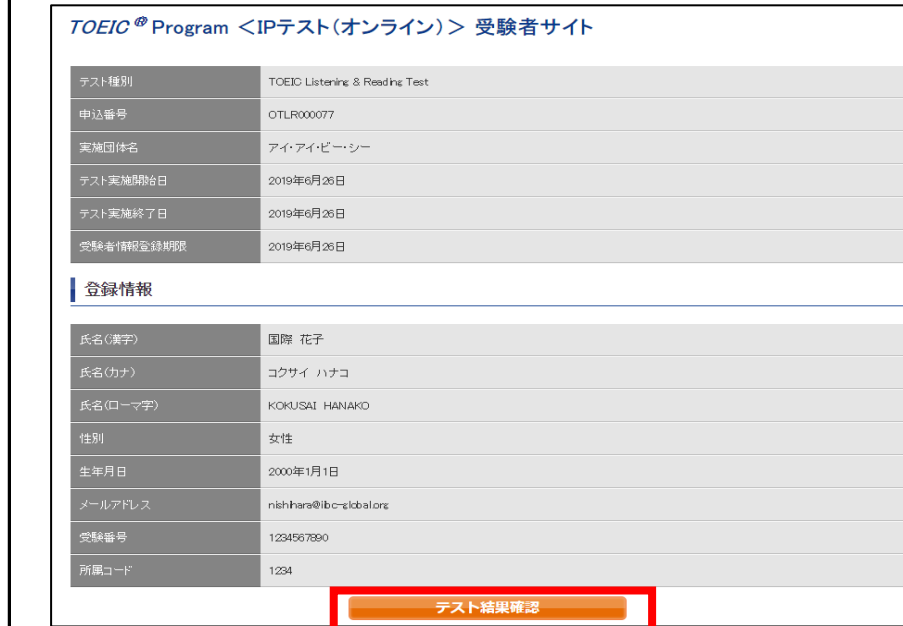 TOEIC® Program <IPテスト(オンライン)> 受験者サイト
テスト種別 TOEIC Listening & Reading Test
申込番号 OTLR000077
実施団体名 アイ・アイ・ビー・シー
テスト実施開始日 2019年6月26日
テスト実施終了日 2019年6月26日
受験者情報登録期限 2019年6月26日
登録情報
氏名(漢字) 国際 花子
氏名(カナ) コクサイ ハナコ
氏名(ローマ字) KOKUSAI HANAKO
性別 女性
生年月日 2000年1月1日
メールアドレス nishihara@iibc-global.org
受験番号 1234567890
所属コード 1234
テスト結果確認